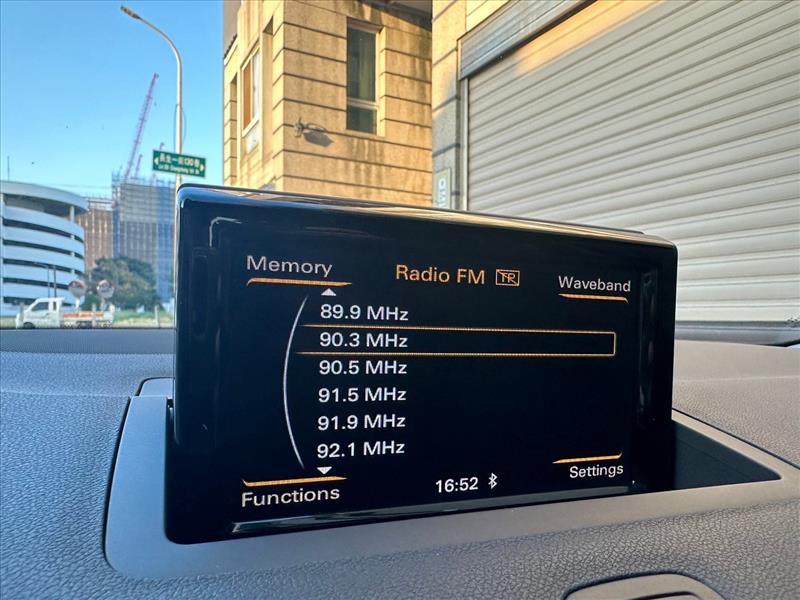 Memory
Radio FM
TP
Waveband
89.9 MHz
90.3 MHz
90.5 MHz
91.5 MHz
91.9 MHz
92.1 MHz
Functions
16:52
Settings